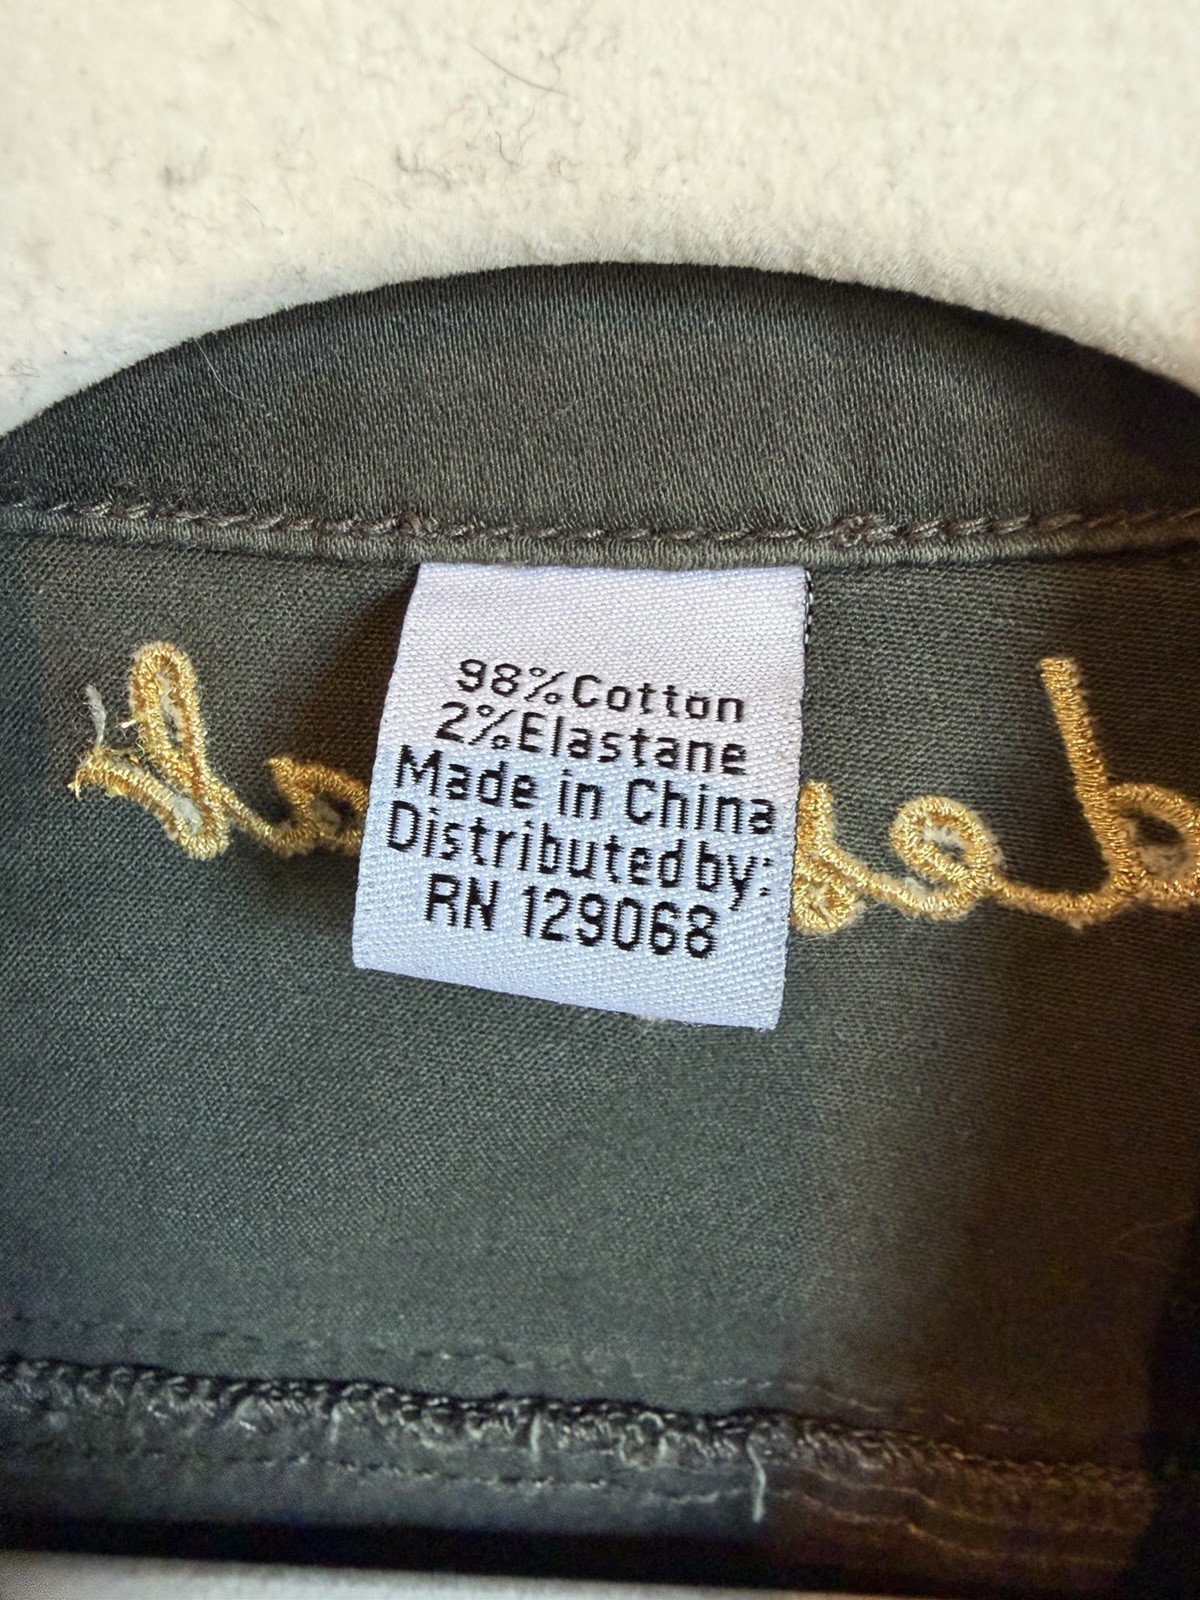 98%Cotton
2%Elastane
Made in China
Distributed by:
RN 129068